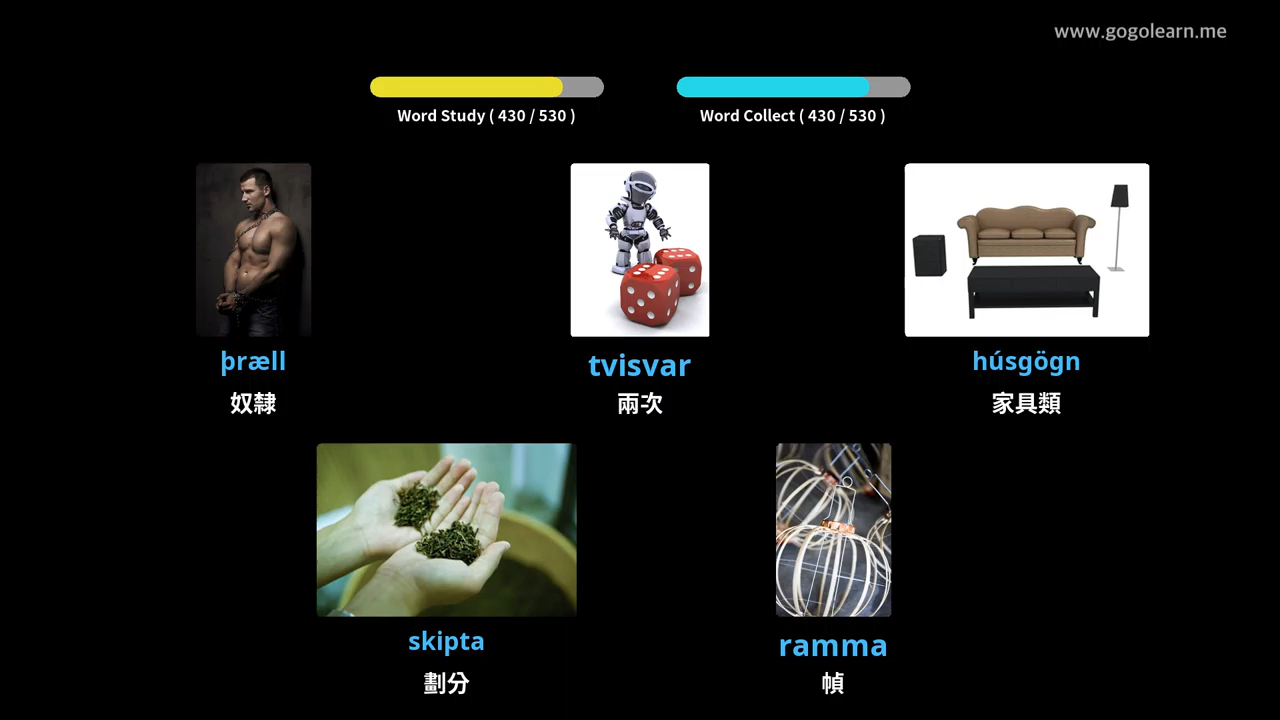 www.gogolearn.me
Word Study ( 430 / 530 )
Word Collect ( 430 / 530 )
þræll
奴隸
tvisvar
兩次
húsgögn
家具類
skipta
劃分
ramma
幀